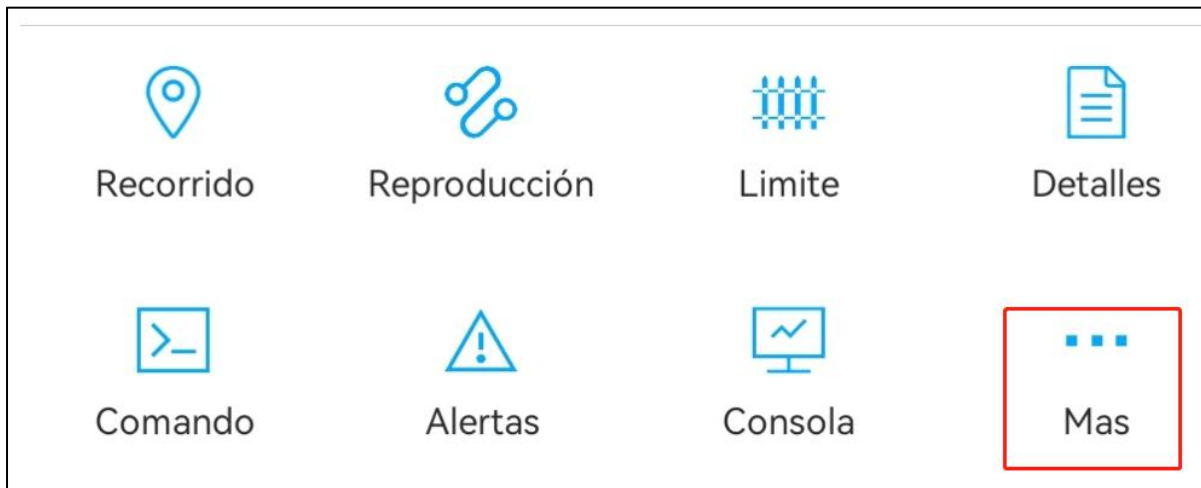 Recorrido Reproducción Limite Detalles
Comando Alertas Consola Mas